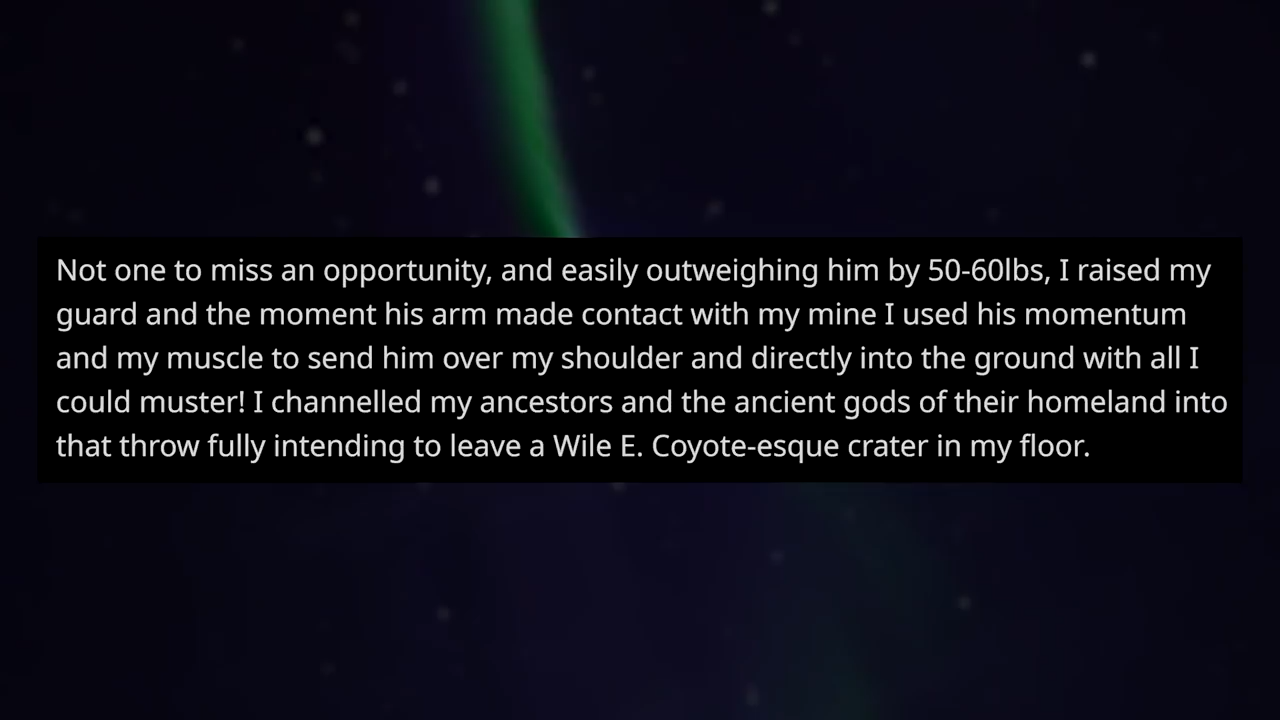 Not one to miss an opportunity, and easily outweighing him by 50-60lbs, I raised my
guard and the moment his arm made contact with my mine I used his momentum
and my muscle to send him over my shoulder and directly into the ground with all I
could muster! I channelled my ancestors and the ancient gods of their homeland into
that throw fully intending to leave a Wile E. Coyote-esque crater in my floor.